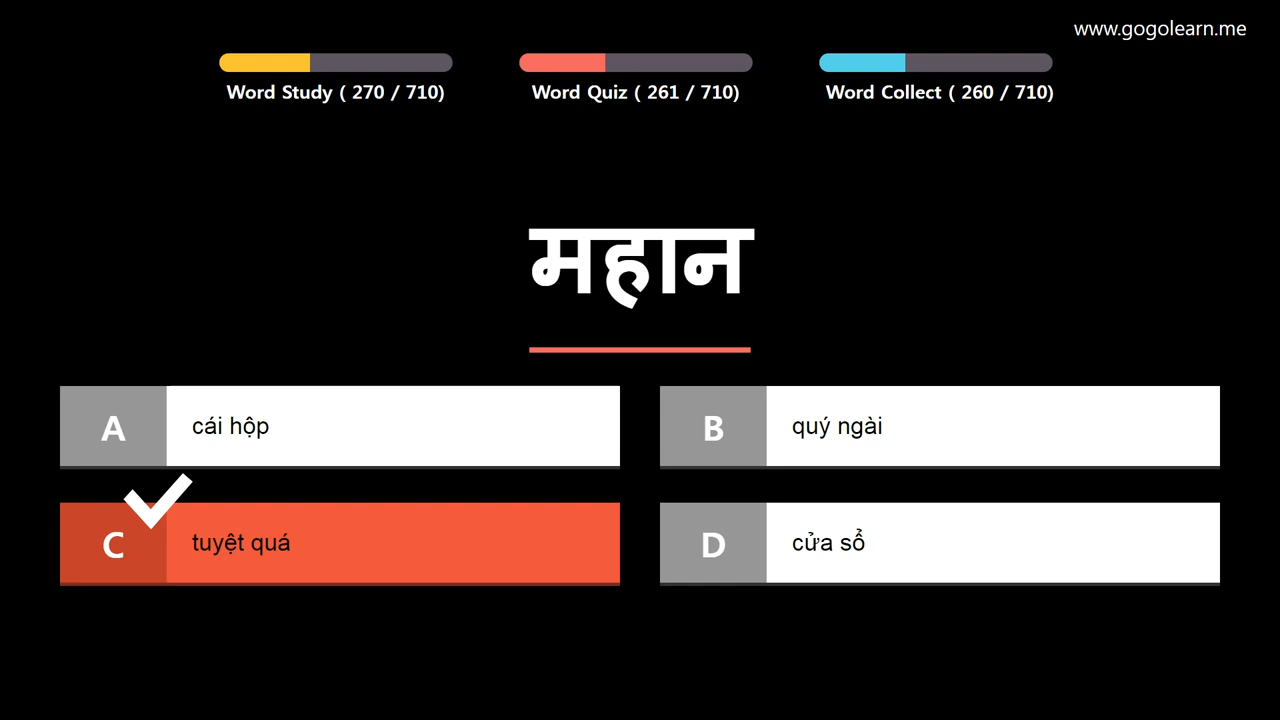 www.gogolearn.me
Word Study ( 270 / 710)
Word Quiz ( 261 / 710)
Word Collect ( 260 / 710)
महान
A
cái hộp
B
quý ngài
C
tuyệt quá
D
cửa sổ